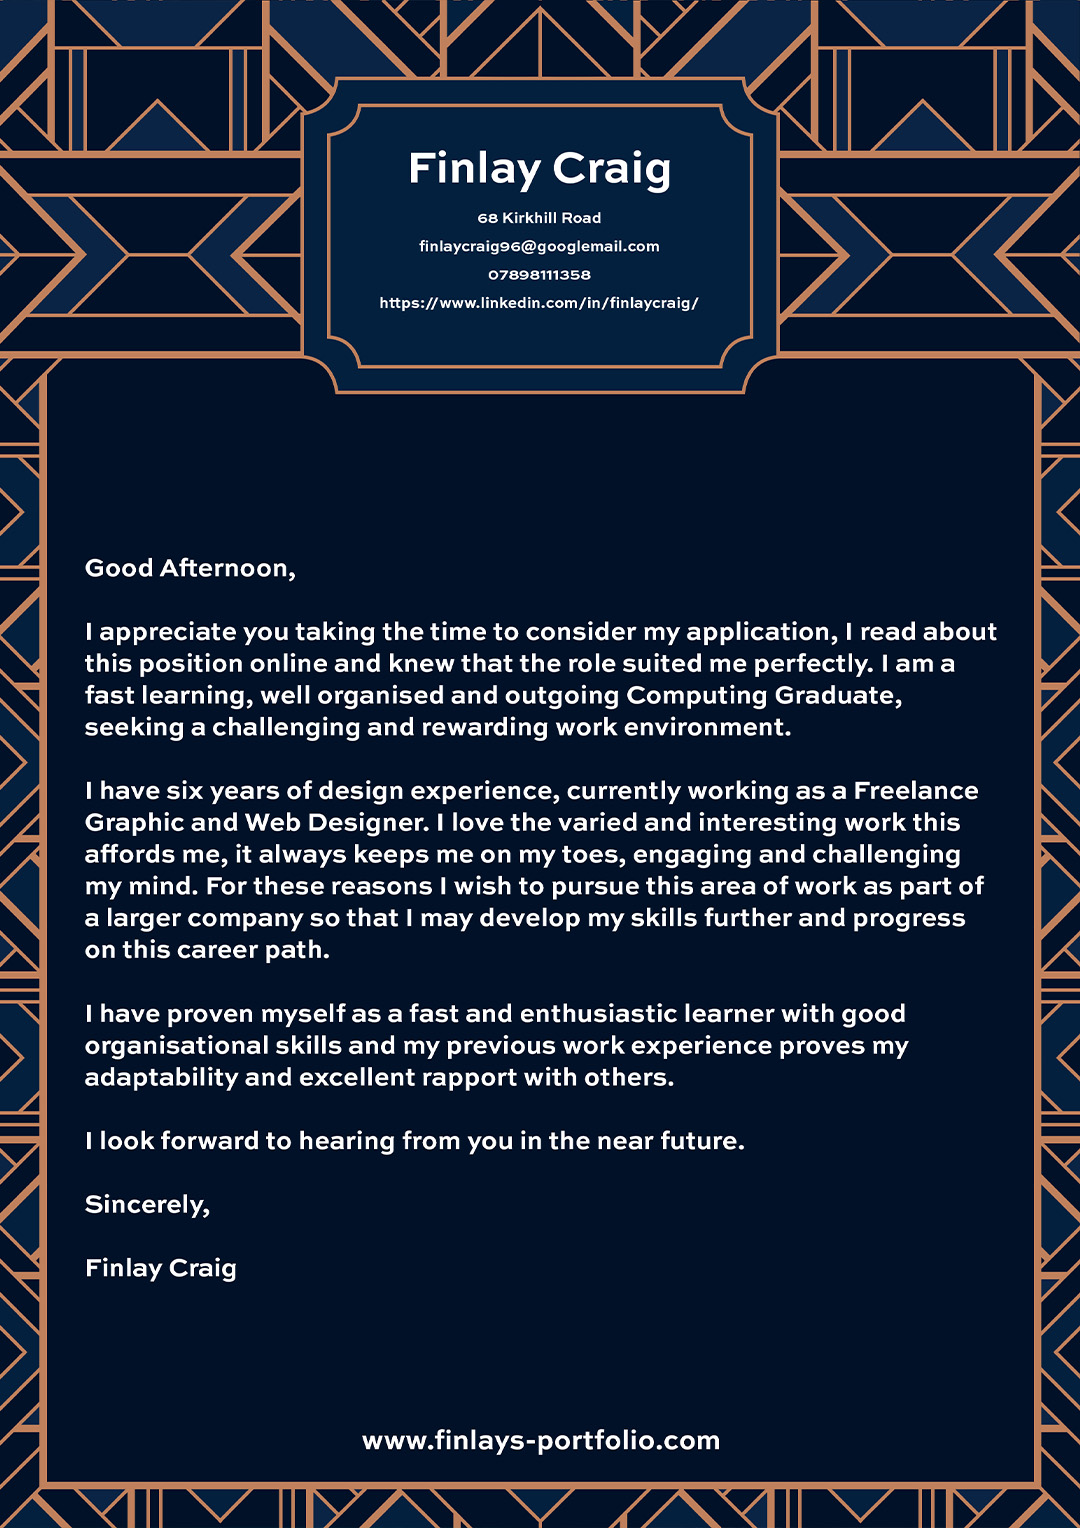 Finlay Craig
68 Kirkhill Road
finlaycraig96@googlemail.com
07898111358
https://www.linkedin.com/in/finlaycraig/
Good Afternoon,
I appreciate you taking the time to consider my application, I read about
this position online and knew that the role suited me perfectly. I am a
fast learning, well organised and outgoing Computing Graduate,
seeking a challenging and rewarding work environment.
I have six years of design experience, currently working as a Freelance
Graphic and Web Designer. I love the varied and interesting work this
affords me, it always keeps me on my toes, engaging and challenging
my mind. For these reasons I wish to pursue this area of work as part of
a larger company so that I may develop my skills further and progress
on this career path.
I have proven myself as a fast and enthusiastic learner with good
organisational skills and my previous work experience proves my
adaptability and excellent rapport with others.
I look forward to hearing from you in the near future.
Sincerely,
Finlay Craig
www.finlays-portfolio.com